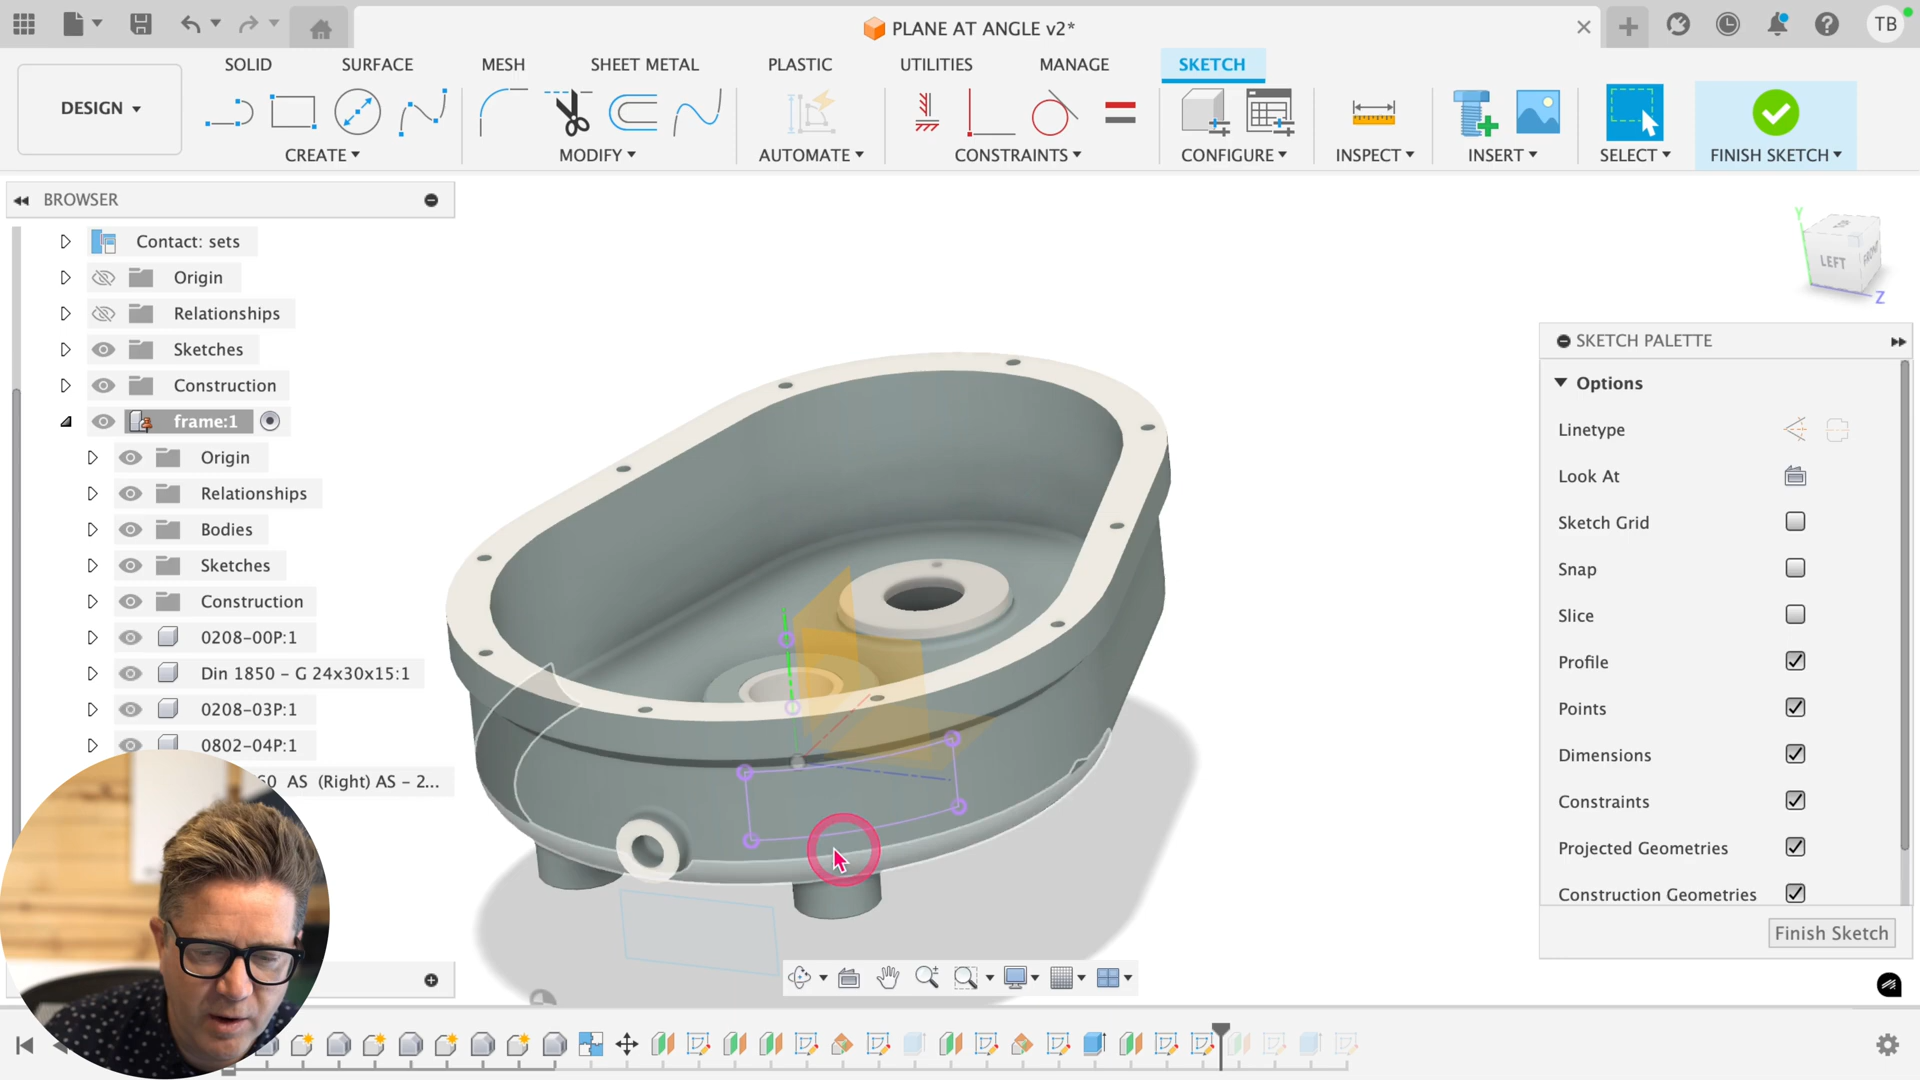 PLANE AT ANGLE v2*
TB
DESIGN
SOLID
SURFACE
MESH
SHEET METAL
PLASTIC
UTILITIES
MANAGE
SKETCH
CREATE
MODIFY
AUTOMATE
CONSTRAINTS
CONFIGURE
INSPECT
INSERT
SELECT
FINISH SKETCH
BROWSER
Contact: sets
Origin
Relationships
Sketches
Construction
frame:1
Origin
Relationships
Bodies
Sketches
Construction
0208-00P:1
Din 1850 - G 24x30x15:1
0208-03P:1
0802-04P:1
60 AS (Right) AS - 2...
Y
LEFT
FRONT
Z
SKETCH PALETTE
Options
Linetype
Look At
Sketch Grid
Snap
Slice
Profile
Points
Dimensions
Constraints
Projected Geometries
Construction Geometries
Finish Sketch